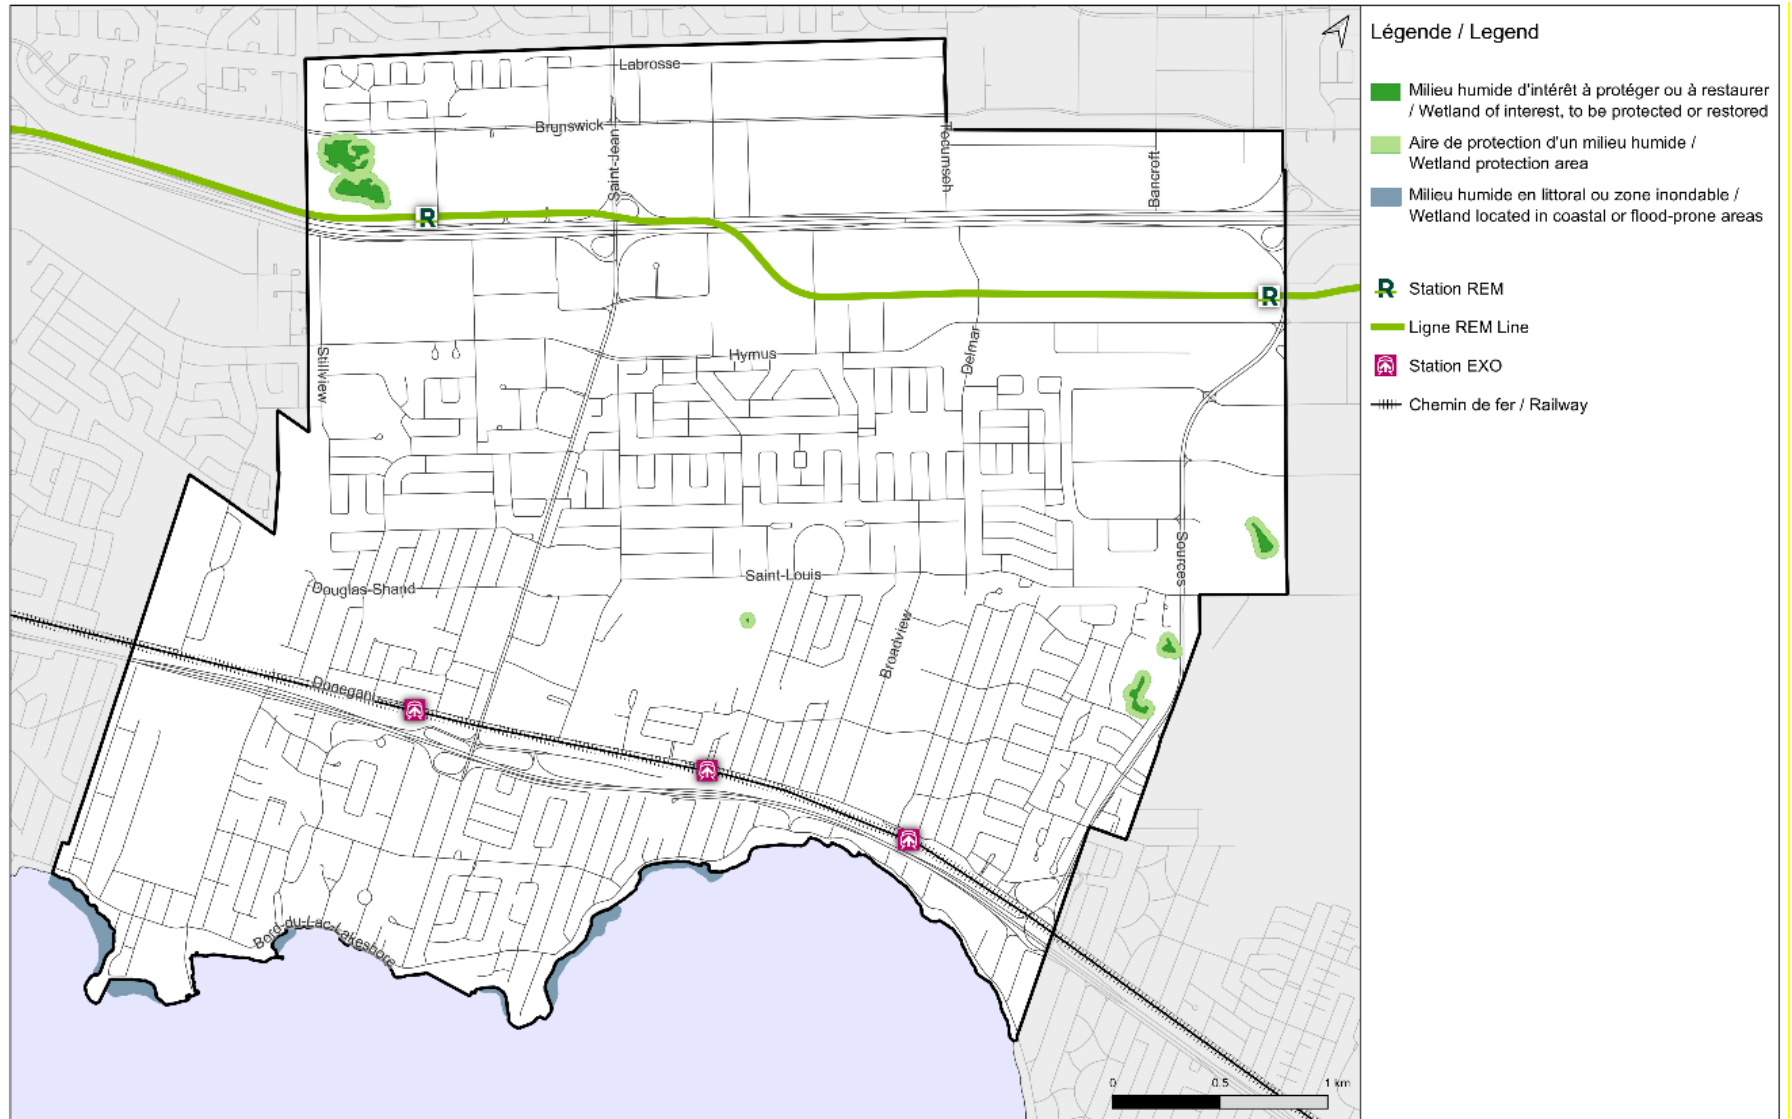 Labrosse
Brunswick
Saint-Jean
Tecumseh
Bancroft
R
R
Stillview
Hymus
Delmar
Sources
Saint-Louis
Douglas-Shand
Broadview
Donegani
Bord-du-Lac-Lakeshore
0 0.5 1 km
Légende / Legend
Milieu humide d'intérêt à protéger ou à restaurer
/ Wetland of interest, to be protected or restored
Aire de protection d'un milieu humide /
Wetland protection area
Milieu humide en littoral ou zone inondable /
Wetland located in coastal or flood-prone areas
R Station REM
Ligne REM Line
Station EXO
Chemin de fer / Railway